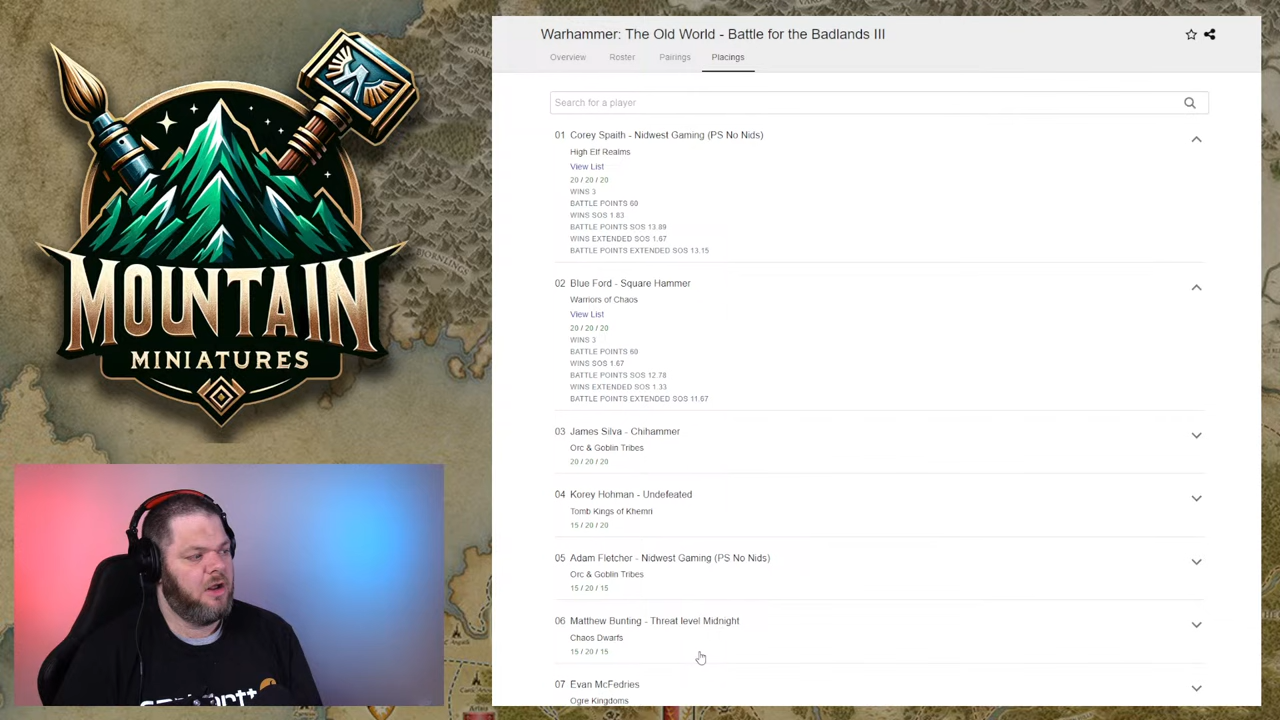 MOUNTAIN
MINIATURES
Warhammer: The Old World - Battle for the Badlands III
Overview
Roster
Pairings
Placings
Search for a player
01 Corey Spaith - Nidwest Gaming (PS No Nids)
High Elf Realms
View List
20 / 20 / 20
WINS 3
BATTLE POINTS 60
WINS SOS 1.83
BATTLE POINTS SOS 13.89
WINS EXTENDED SOS 1.67
BATTLE POINTS EXTENDED SOS 13.15
02 Blue Ford - Square Hammer
Warriors of Chaos
View List
20 / 20 / 20
WINS 3
BATTLE POINTS 60
WINS SOS 1.67
BATTLE POINTS SOS 12.78
WINS EXTENDED SOS 1.33
BATTLE POINTS EXTENDED SOS 11.67
03 James Silva - Chihammer
Orc & Goblin Tribes
20 / 20 / 20
04 Korey Hohman - Undefeated
Tomb Kings of Khemri
15 / 20 / 20
05 Adam Fletcher - Nidwest Gaming (PS No Nids)
Orc & Goblin Tribes
15 / 20 / 15
06 Matthew Bunting - Threat level Midnight
Chaos Dwarfs
15 / 20 / 15
07 Evan McFedries
Ogre Kingdoms
BJORNLINGS